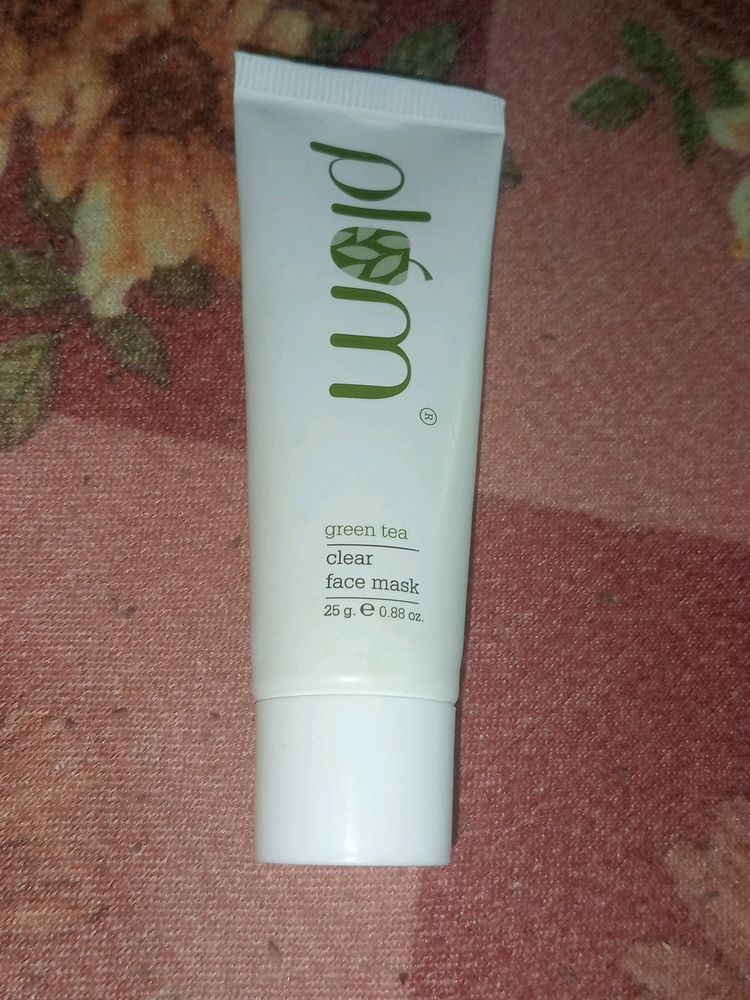 plum
®
green tea
clear
face mask
25 g. ℮ 0.88 oz.